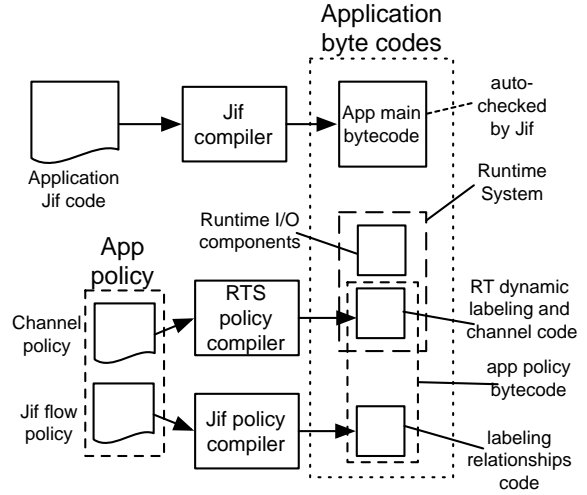 Application
byte codes
Jif
compiler
App main
bytecode
auto-
checked
by Jif
Application
Jif code
Runtime
System
Runtime I/O
components
App
policy
RTS
policy
compiler
RT dynamic
labeling and
channel code
Channel
policy
app policy
bytecode
Jif flow
policy
Jif policy
compiler
labeling
relationships
code